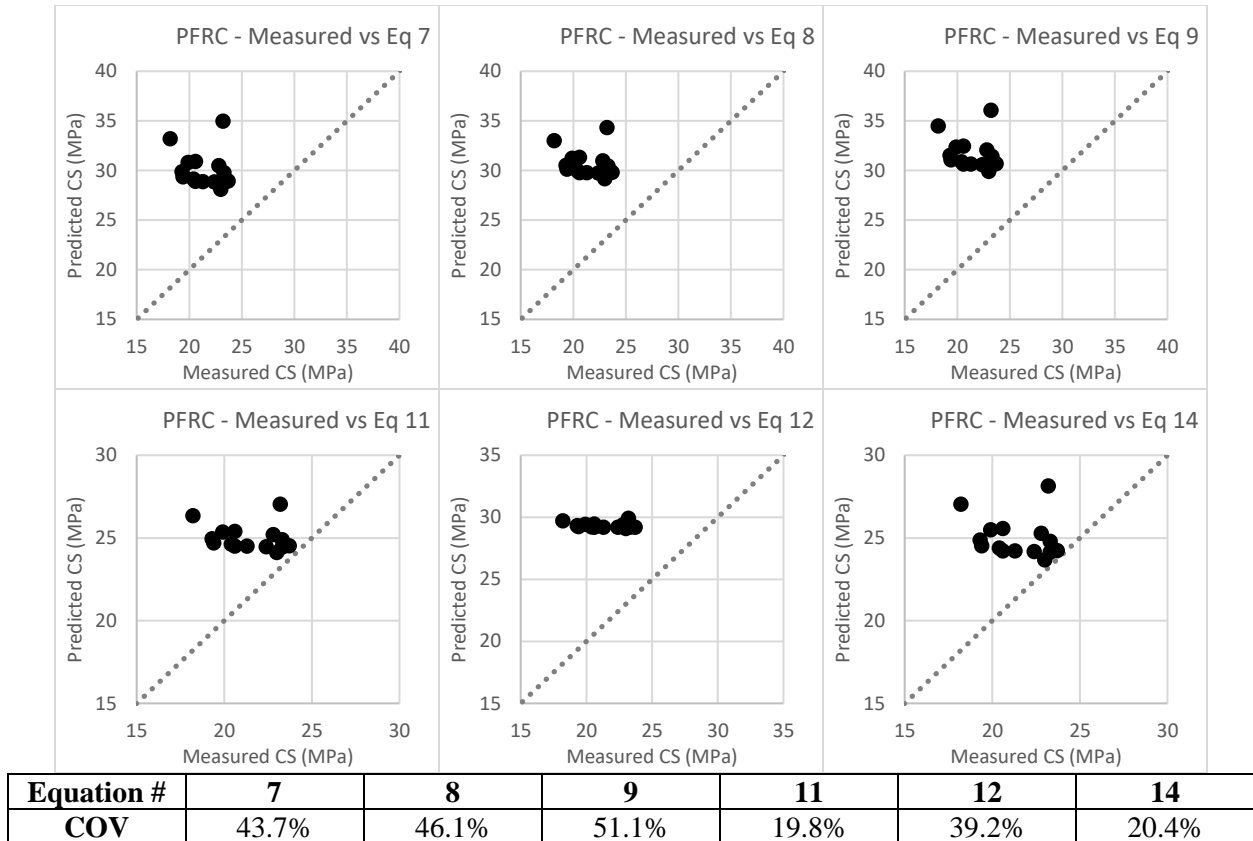 PFRC - Measured vs Eq 7
40
35
30
25
20
15
15 20 25 30 35 40
Predicted CS (MPa)
Measured CS (MPa)
PFRC - Measured vs Eq 8
40
35
30
25
20
15
15 20 25 30 35 40
Predicted CS (MPa)
Measured CS (MPa)
PFRC - Measured vs Eq 9
40
35
30
25
20
15
15 20 25 30 35 40
Predicted CS (MPa)
Measured CS (MPa)
PFRC - Measured vs Eq 11
30
25
20
15
15 20 25 30
Predicted CS (MPa)
Measured CS (MPa)
PFRC - Measured vs Eq 12
35
30
25
20
15
15 20 25 30 35
Predicted CS (MPa)
Measured CS (MPa)
PFRC - Measured vs Eq 14
30
25
20
15
15 20 25 30
Predicted CS (MPa)
Measured CS (MPa)
Equation # 7 8 9 11 12 14
COV 43.7% 46.1% 51.1% 19.8% 39.2% 20.4%